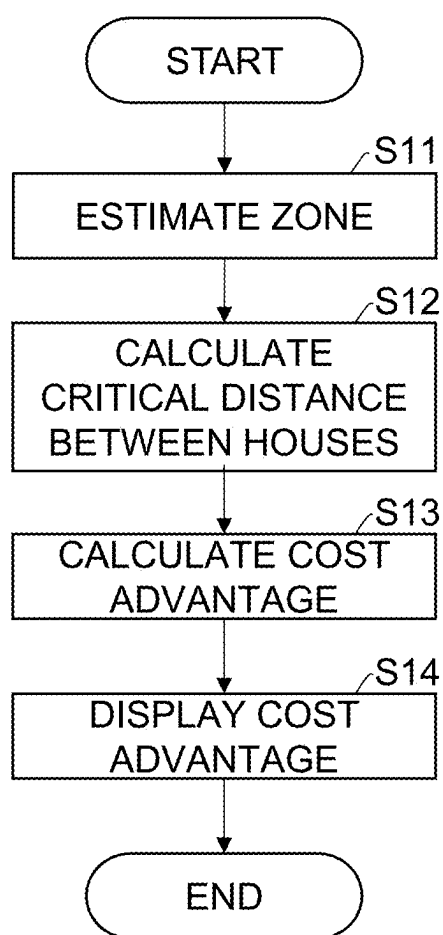 START
S11
ESTIMATE ZONE
S12
CALCULATE
CRITICAL DISTANCE
BETWEEN HOUSES
S13
CALCULATE COST
ADVANTAGE
S14
DISPLAY COST
ADVANTAGE
END